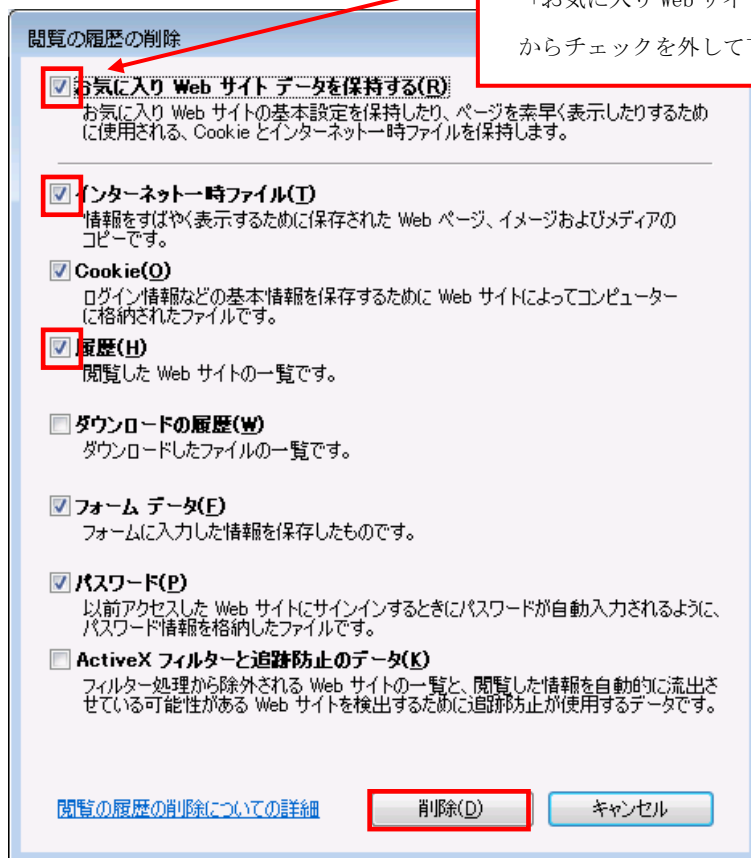 「お気に入り Web サイ
からチェックを外して
閲覧の履歴の削除
お気に入り Web サイト データを保持する(R)
お気に入り Web サイトの基本設定を保持したり、ページを素早く表示したりするため
に使用される、Cookie とインターネット一時ファイルを保持します。
インターネット一時ファイル(T)
情報をすばやく表示するために保存された Web ページ、イメージおよびメディアの
コピーです。
Cookie(O)
ログイン情報などの基本情報を保存するために Web サイトによってコンピューター
に格納されたファイルです。
履歴(H)
閲覧した Web サイトの一覧です。
ダウンロードの履歴(W)
ダウンロードしたファイルの一覧です。
フォーム データ(F)
フォームに入力した情報を保存したものです。
パスワード(P)
以前アクセスした Web サイトにサインインするときにパスワードが自動入力されるように、
パスワード情報を格納したファイルです。
ActiveX フィルターと追跡防止のデータ(K)
フィルター処理から除外される Web サイトの一覧と、閲覧した情報を自動的に流出さ
せている可能性がある Web サイトを検出するために追跡防止が使用するデータです。
閲覧の履歴の削除についての詳細
削除(D)
キャンセル